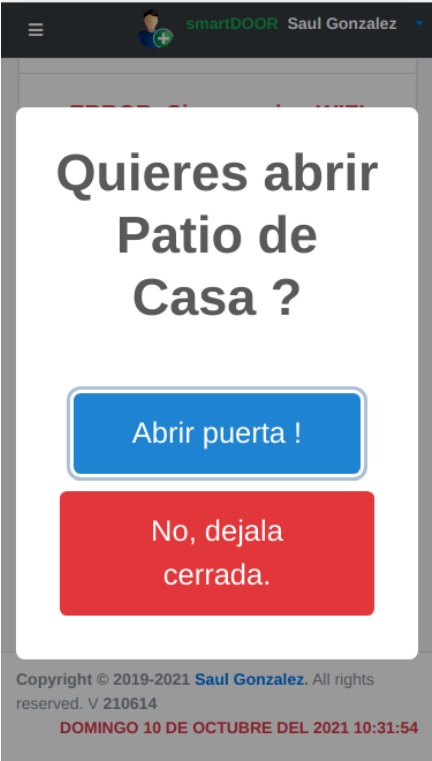 smartDOOR Saul Gonzalez
Quieres abrir
Patio de
Casa ?
Abrir puerta !
No, dejala
cerrada.
Copyright © 2019-2021 Saul Gonzalez. All rights
reserved. V 210614
DOMINGO 10 DE OCTUBRE DEL 2021 10:31:54